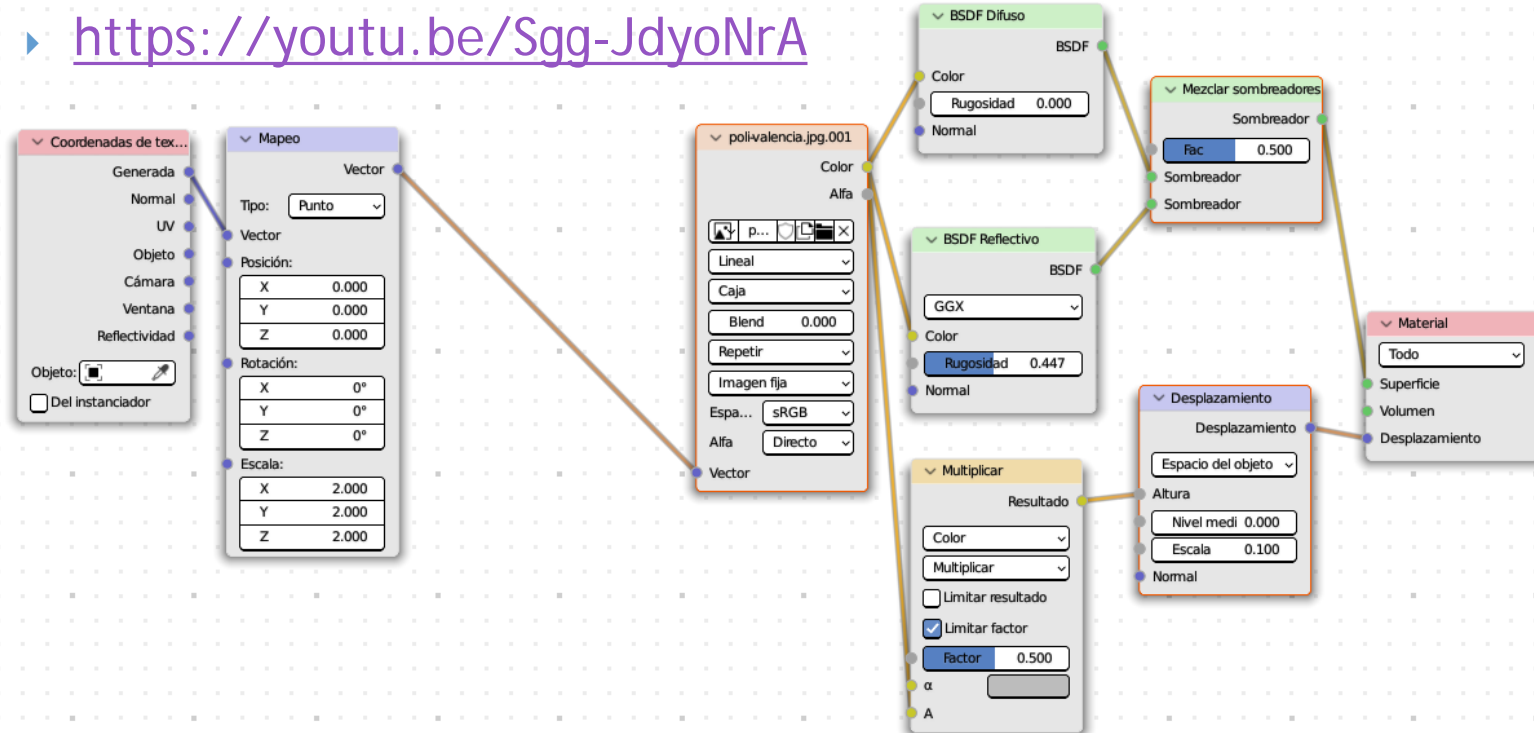 https://youtu.be/Sgg-JdyoNrA
Coordenadas de tex...
Generada
Normal
UV
Objeto
Cámara
Ventana
Reflectividad
Objeto:
Del instanciador
Mapeo
Vector
Tipo: Punto
Vector
Posición:
X 0.000
Y 0.000
Z 0.000
Rotación:
X 0°
Y 0°
Z 0°
Escala:
X 2.000
Y 2.000
Z 2.000
poli-valencia.jpg.001
Color
Alfa
p...
Lineal
Caja
Blend 0.000
Repetir
Imagen fija
Espa... sRGB
Alfa Directo
Vector
BSDF Difuso
BSDF
Color
Rugosidad 0.000
Normal
BSDF Reflectivo
BSDF
GGX
Color
Rugosidad 0.447
Normal
Multiplicar
Resultado
Color
Multiplicar
Limitar resultado
Limitar factor
Factor 0.500
α
A
Mezclar sombreadores
Sombreador
Fac 0.500
Sombreador
Sombreador
Desplazamiento
Desplazamiento
Espacio del objeto
Altura
Nivel medi 0.000
Escala 0.100
Normal
Material
Todo
Superficie
Volumen
Desplazamiento